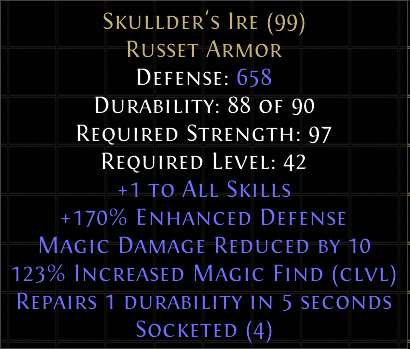 Skullder's Ire (99)
Russet Armor
Defense: 658
Durability: 88 of 90
Required Strength: 97
Required Level: 42
+1 to All Skills
+170% Enhanced Defense
Magic Damage Reduced by 10
123% Increased Magic Find (clvl)
Repairs 1 durability in 5 seconds
Socketed (4)